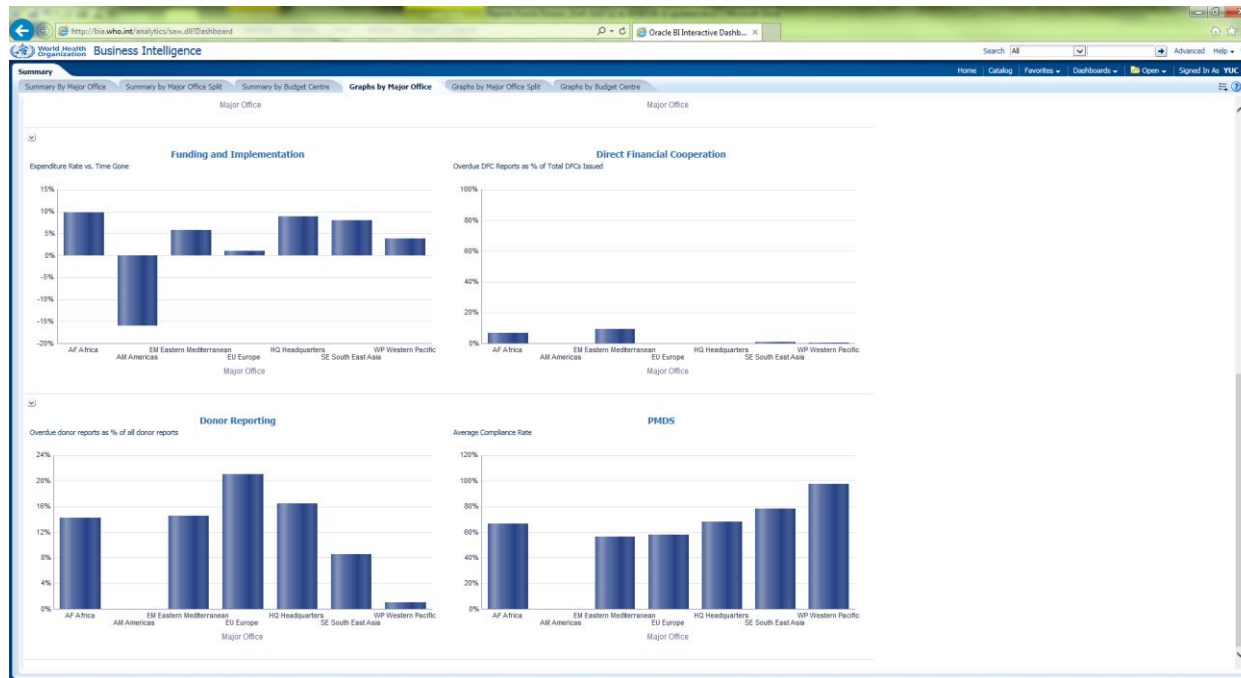 http://bia.who.int/analytics/saw.dll?Dashboard
Oracle BI Interactive Dashb...
World Health Organization
Business Intelligence
Search All
Advanced Help
Summary
Home Catalog Favorites Dashboards Open Signed In As YUC
Summary By Major Office Summary by Major Office Split Summary by Budget Centre Graphs by Major Office Graphs by Major Office Split Graphs by Budget Centre
Major Office Major Office
Funding and Implementation
Expenditure Rate vs. Time Gone
15%
10%
5%
0%
-5%
-10%
-15%
-20%
AF Africa EM Eastern Mediterranean HQ Headquarters WP Western Pacific
AM Americas EU Europe SE South East Asia
Major Office
Direct Financial Cooperation
Overdue DFC Reports as % of Total DFCs Issued
100%
80%
60%
40%
20%
0%
AF Africa EM Eastern Mediterranean HQ Headquarters WP Western Pacific
AM Americas EU Europe SE South East Asia
Major Office
Donor Reporting
Overdue donor reports as % of all donor reports
24%
20%
16%
12%
8%
4%
0%
AF Africa EM Eastern Mediterranean HQ Headquarters WP Western Pacific
AM Americas EU Europe SE South East Asia
Major Office
PMDS
Average Compliance Rate
120%
100%
80%
60%
40%
20%
0%
AF Africa EM Eastern Mediterranean HQ Headquarters WP Western Pacific
AM Americas EU Europe SE South East Asia
Major Office